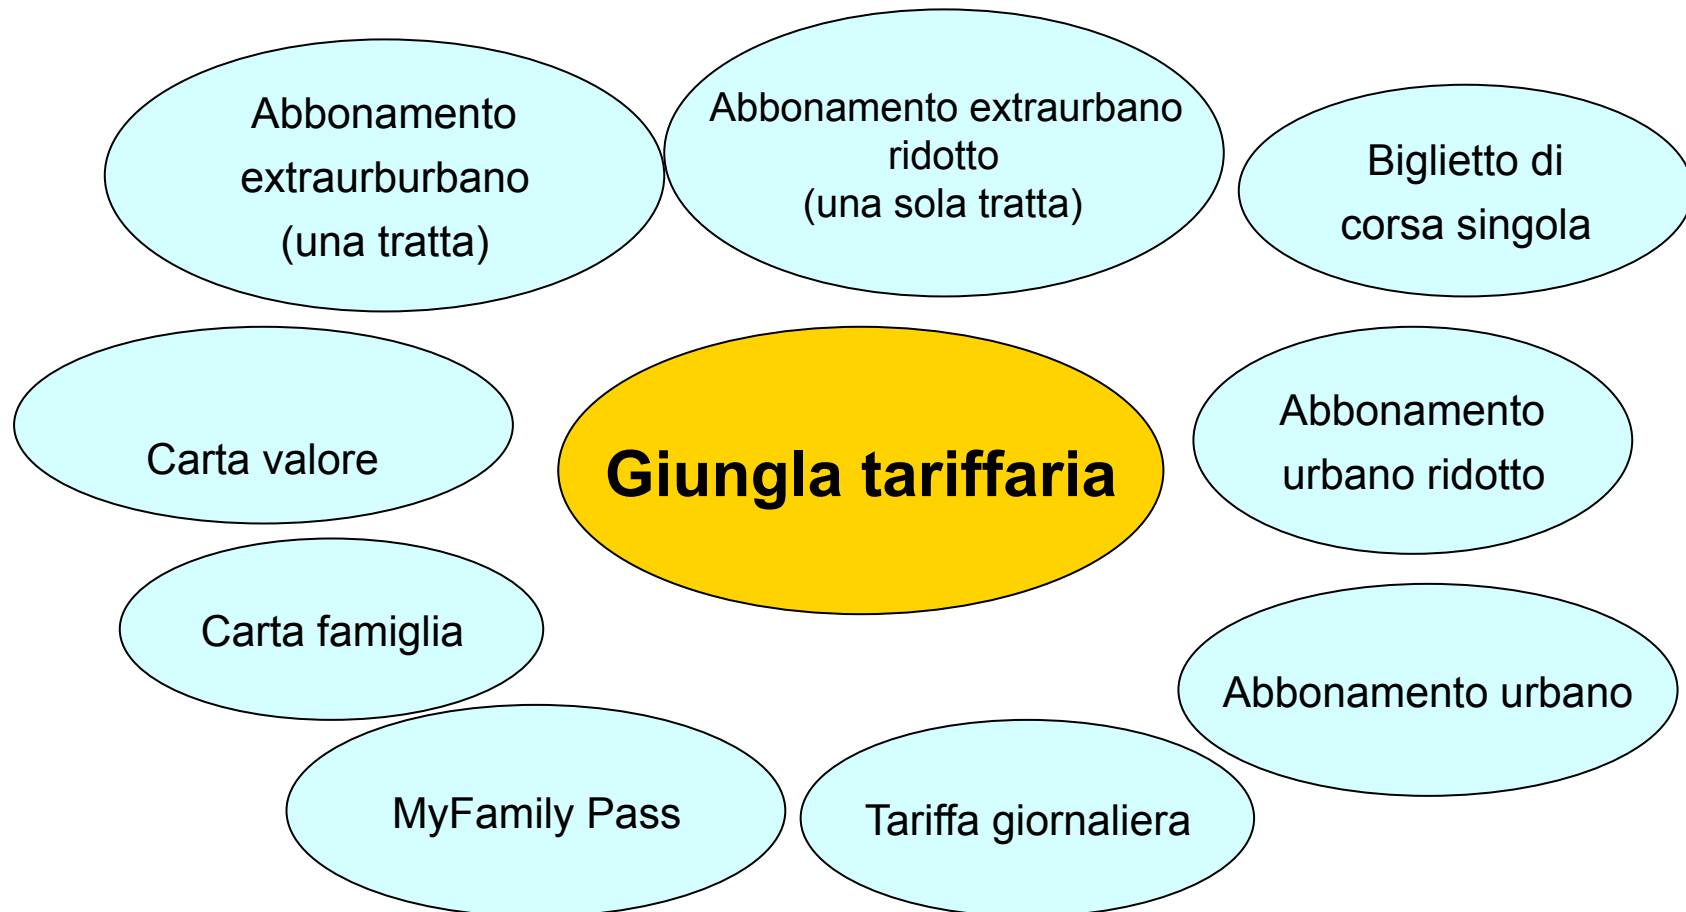 Abbonamento
extraurburbano
(una tratta)
Abbonamento extraurbano
ridotto
(una sola tratta)
Biglietto di
corsa singola
Carta valore
Giungla tariffaria
Abbonamento
urbano ridotto
Carta famiglia
Abbonamento urbano
MyFamily Pass
Tariffa giornaliera